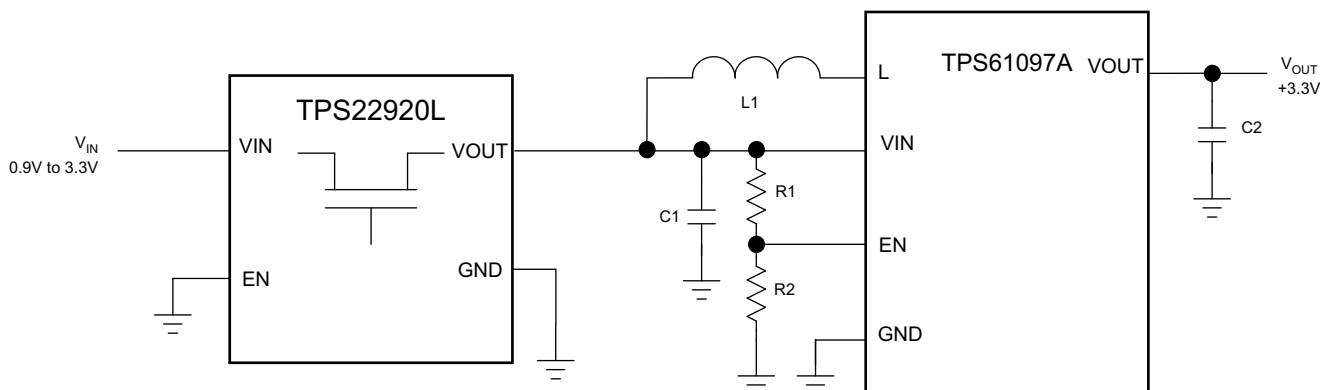 TPS22920L
V_IN
0.9V to 3.3V
VIN
VOUT
EN
GND
L1
C1
R1
R2
TPS61097A
L
VIN
EN
GND
VOUT
V_OUT
+3.3V
C2